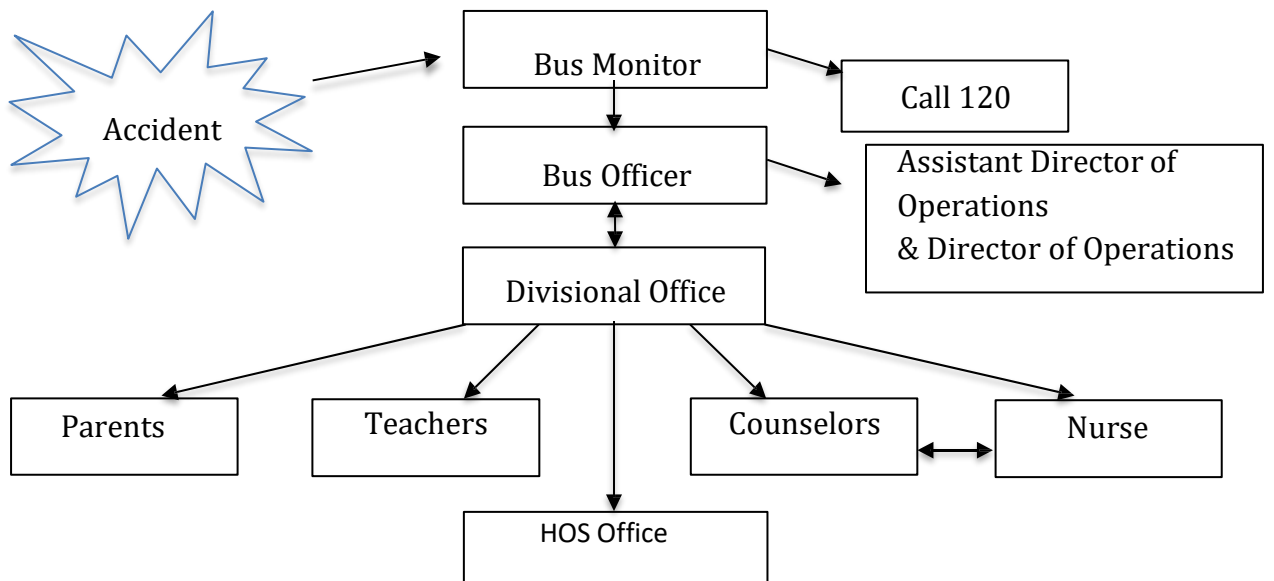 Bus Monitor
Call 120
Accident
Bus Officer
Assistant Director of
Operations
& Director of Operations
Divisional Office
Parents
Teachers
Counselors
Nurse
HOS Office